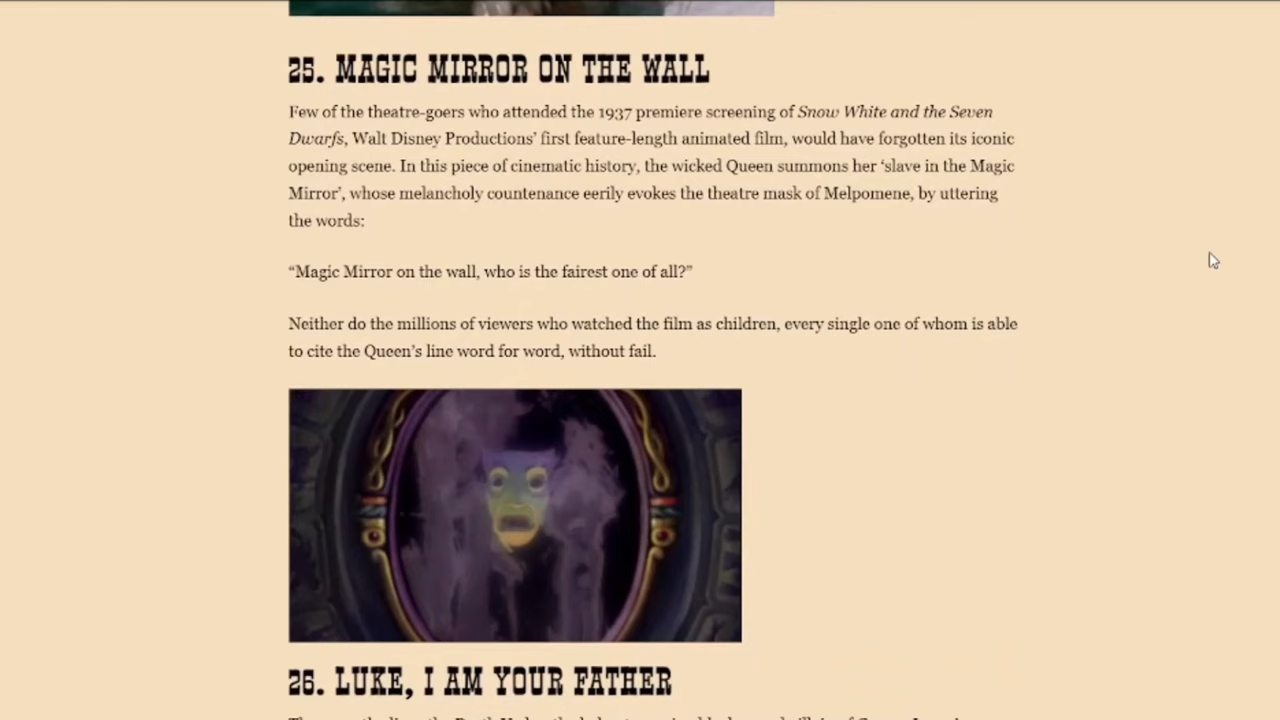 25. MAGIC MIRROR ON THE WALL
Few of the theatre-goers who attended the 1937 premiere screening of Snow White and the Seven
Dwarfs, Walt Disney Productions’ first feature-length animated film, would have forgotten its iconic
opening scene. In this piece of cinematic history, the wicked Queen summons her ‘slave in the Magic
Mirror’, whose melancholy countenance eerily evokes the theatre mask of Melpomene, by uttering
the words:
“Magic Mirror on the wall, who is the fairest one of all?”
Neither do the millions of viewers who watched the film as children, every single one of whom is able
to cite the Queen’s line word for word, without fail.
26. LUKE, I AM YOUR FATHER